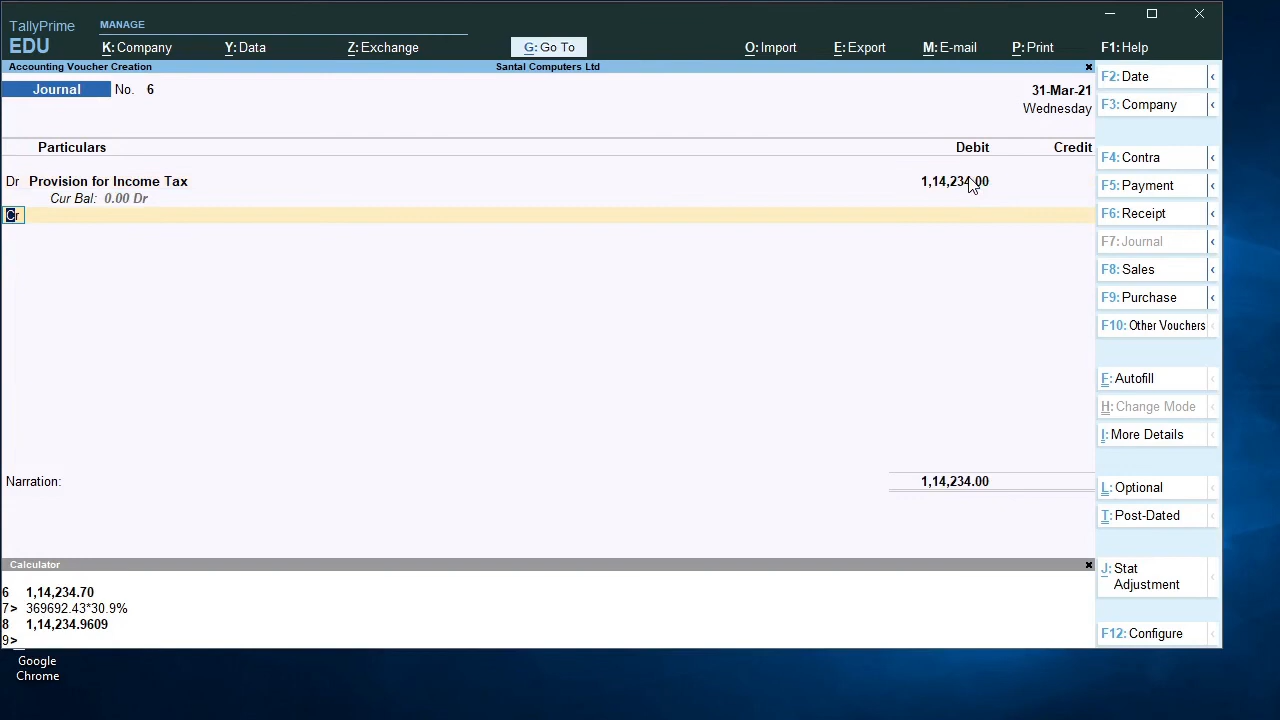 TallyPrime
EDU
MANAGE
K: Company
Y: Data
Z: Exchange
G: Go To
O: Import
E: Export
M: E-mail
P: Print
F1: Help
Accounting Voucher Creation
Santal Computers Ltd
Journal No. 6
31-Mar-21
Wednesday
Particulars Debit Credit
Dr Provision for Income Tax 1,14,234.00
Cur Bal: 0.00 Dr
Cr
Narration: 1,14,234.00
Calculator
6 1,14,234.70
7> 369692.43*30.9%
8 1,14,234.9609
9>
F2: Date
F3: Company
F4: Contra
F5: Payment
F6: Receipt
F7: Journal
F8: Sales
F9: Purchase
F10: Other Vouchers
F: Autofill
H: Change Mode
I: More Details
L: Optional
T: Post-Dated
J: Stat
Adjustment
F12: Configure
Google
Chrome